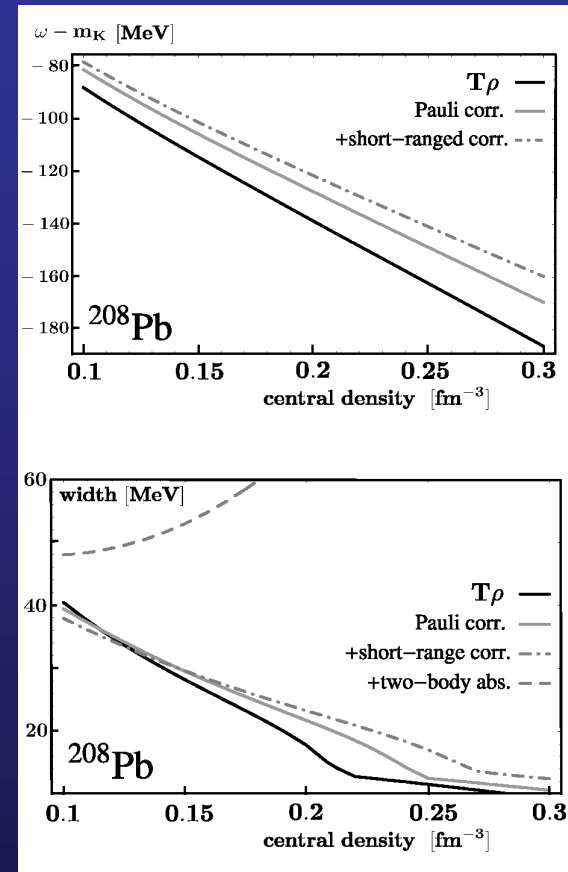 ω − m_K [MeV]
− 80
− 100
− 120
− 140
− 160
− 180
Tρ
Pauli corr.
+short−ranged corr.
²⁰⁸Pb
0.1 0.15 0.2 0.25 0.3
central density [fm⁻³]
60
40
20
width [MeV]
Tρ
Pauli corr.
+short−range corr.
+two−body abs.
²⁰⁸Pb
0.1 0.15 0.2 0.25 0.3
central density [fm⁻³]